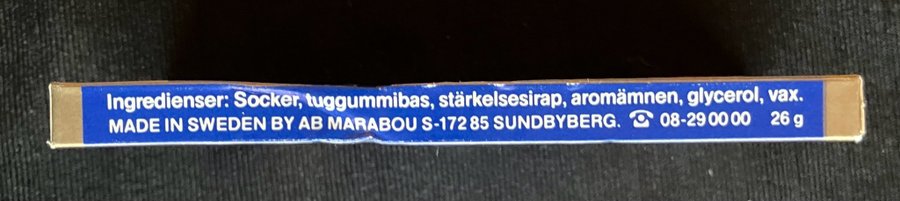 Ingredienser: Socker, tuggummibas, stärkelsesirap, aromämnen, glycerol, vax.
MADE IN SWEDEN BY AB MARABOU S-172 85 SUNDBYBERG. ☎ 08-29 00 00 26 g